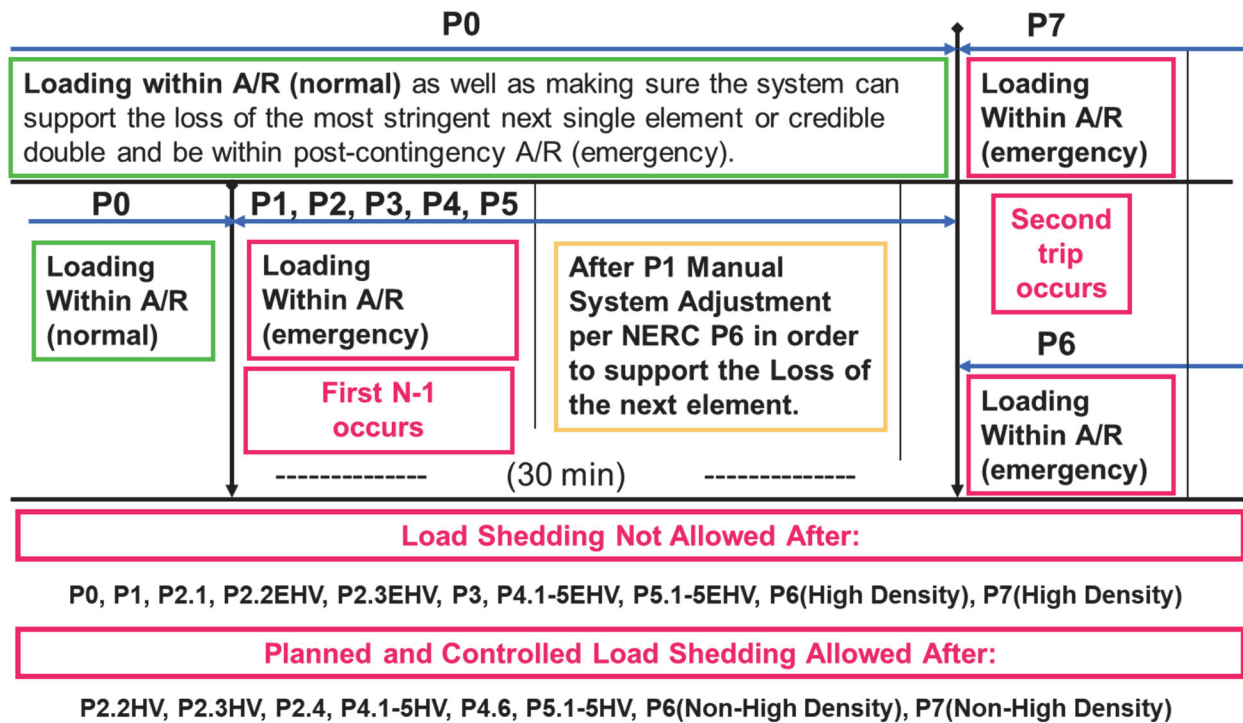 P0
P7
Loading within A/R (normal) as well as making sure the system can
support the loss of the most stringent next single element or credible
double and be within post-contingency A/R (emergency).
Loading
Within A/R
(emergency)
P0
P1, P2, P3, P4, P5
Loading
Within A/R
(normal)
Loading
Within A/R
(emergency)
First N-1
occurs
After P1 Manual
System Adjustment
per NERC P6 in order
to support the Loss of
the next element.
Second
trip
occurs
P6
Loading
Within A/R
(emergency)
-------------- (30 min) --------------
Load Shedding Not Allowed After:
P0, P1, P2.1, P2.2EHV, P2.3EHV, P3, P4.1-5EHV, P5.1-5EHV, P6(High Density), P7(High Density)
Planned and Controlled Load Shedding Allowed After:
P2.2HV, P2.3HV, P2.4, P4.1-5HV, P4.6, P5.1-5HV, P6(Non-High Density), P7(Non-High Density)